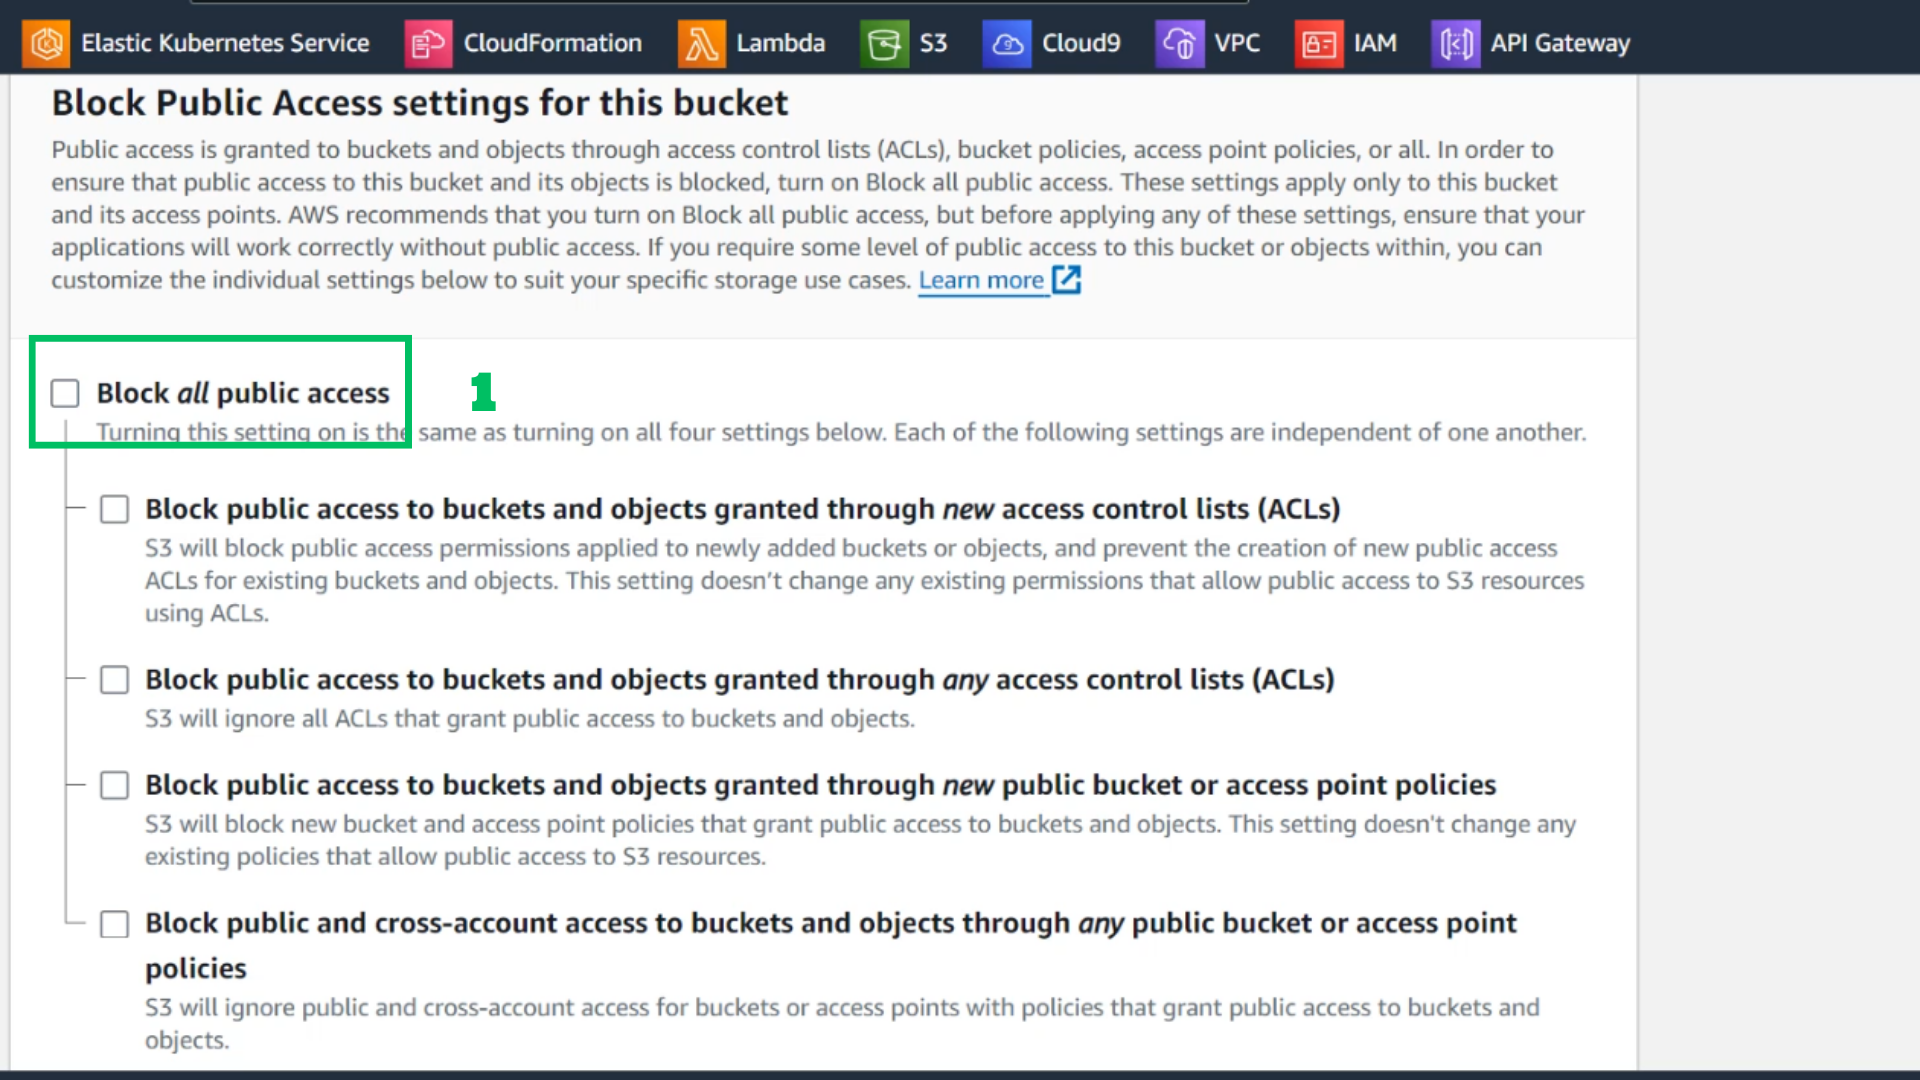 Elastic Kubernetes Service CloudFormation Lambda S3 Cloud9 VPC IAM API Gateway
Block Public Access settings for this bucket
Public access is granted to buckets and objects through access control lists (ACLs), bucket policies, access point policies, or all. In order to
ensure that public access to this bucket and its objects is blocked, turn on Block all public access. These settings apply only to this bucket
and its access points. AWS recommends that you turn on Block all public access, but before applying any of these settings, ensure that your
applications will work correctly without public access. If you require some level of public access to this bucket or objects within, you can
customize the individual settings below to suit your specific storage use cases. Learn more
Block all public access
1
Turning this setting on is the same as turning on all four settings below. Each of the following settings are independent of one another.
Block public access to buckets and objects granted through new access control lists (ACLs)
S3 will block public access permissions applied to newly added buckets or objects, and prevent the creation of new public access
ACLs for existing buckets and objects. This setting doesn’t change any existing permissions that allow public access to S3 resources
using ACLs.
Block public access to buckets and objects granted through any access control lists (ACLs)
S3 will ignore all ACLs that grant public access to buckets and objects.
Block public access to buckets and objects granted through new public bucket or access point policies
S3 will block new bucket and access point policies that grant public access to buckets and objects. This setting doesn't change any
existing policies that allow public access to S3 resources.
Block public and cross-account access to buckets and objects through any public bucket or access point
policies
S3 will ignore public and cross-account access for buckets or access points with policies that grant public access to buckets and
objects.